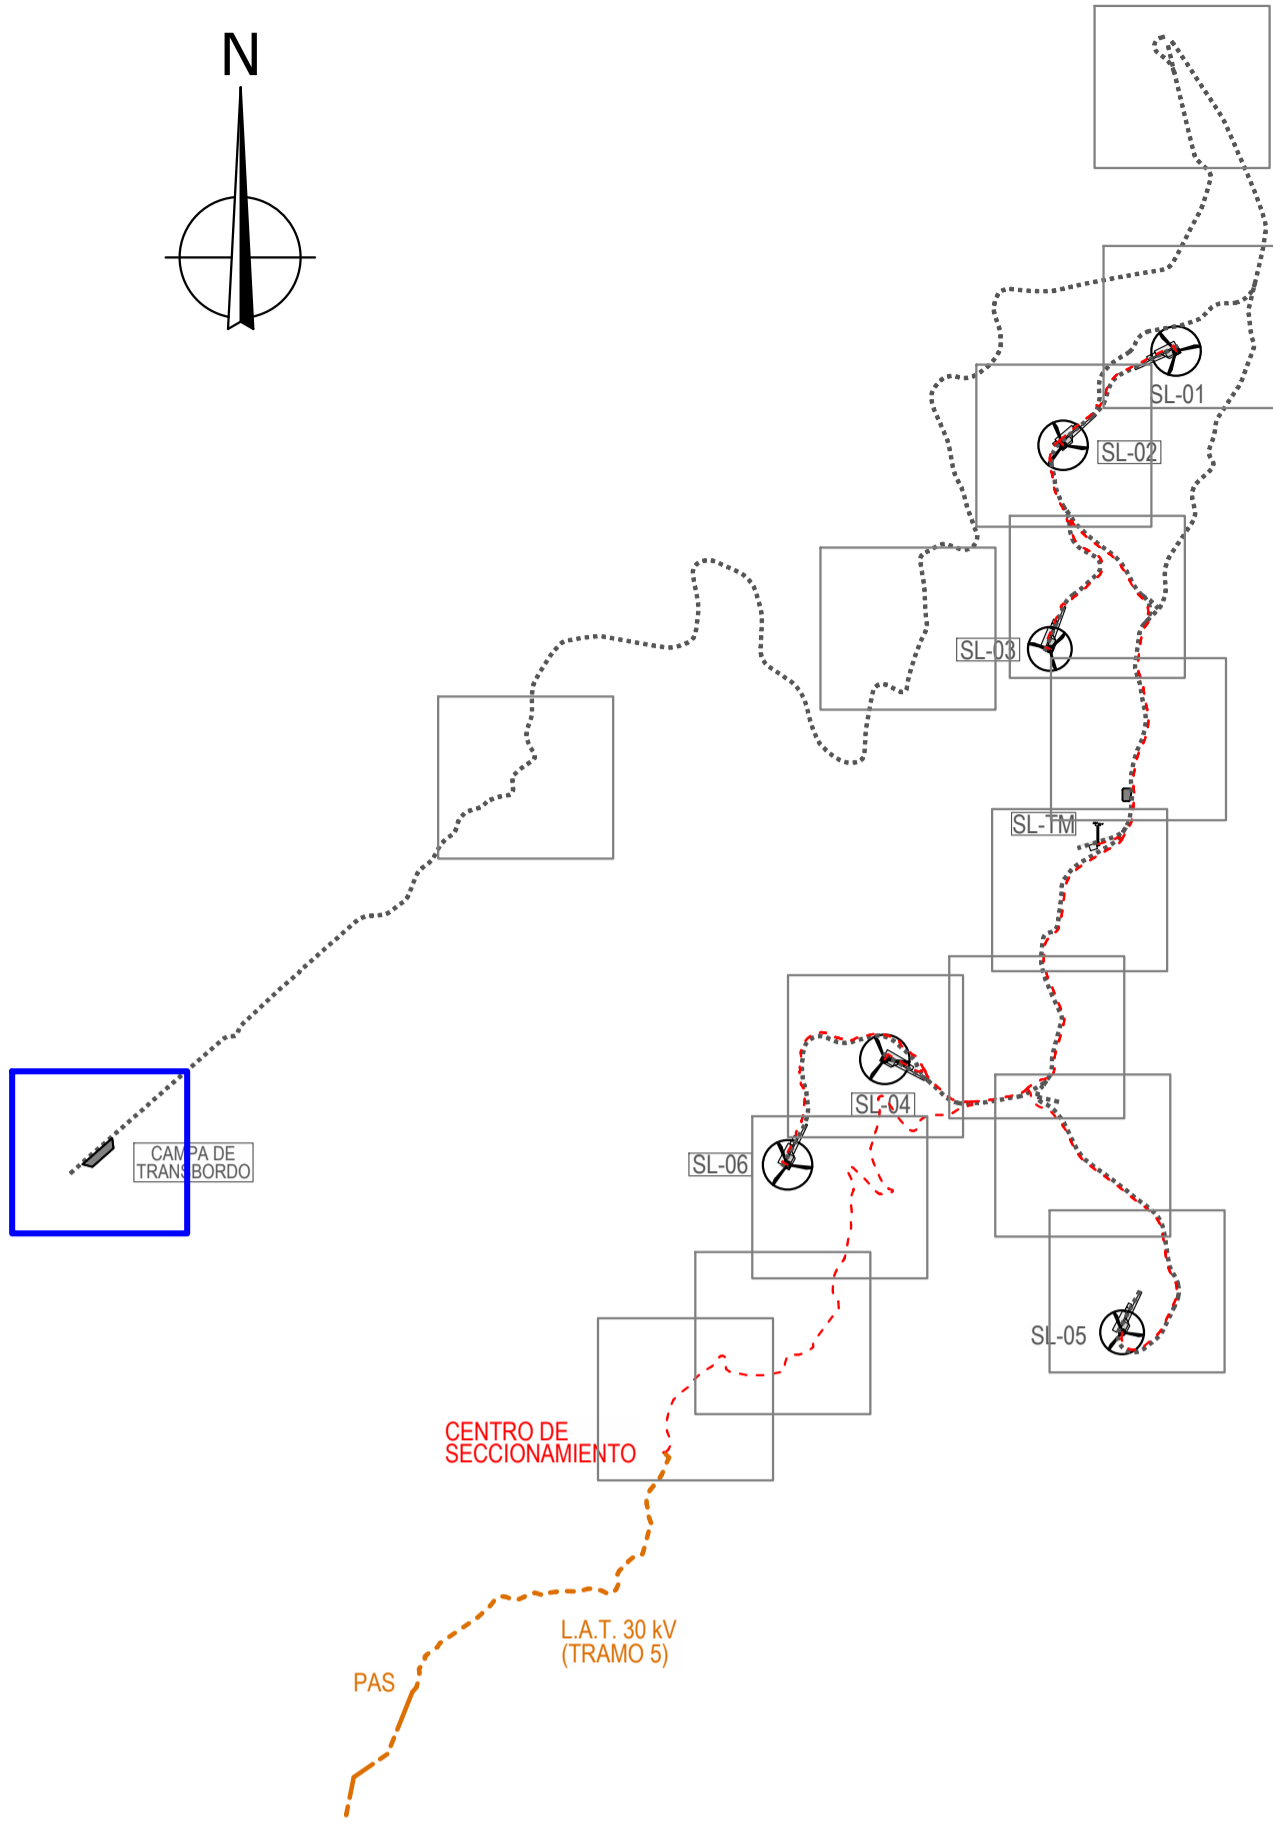 N
SL-01
SL-02
SL-03
SL-TM
SL-04
CAMPA DE
TRANSBORDO
SL-06
SL-05
CENTRO DE
SECCIONAMIENTO
L.A.T. 30 kV
(TRAMO 5)
PAS